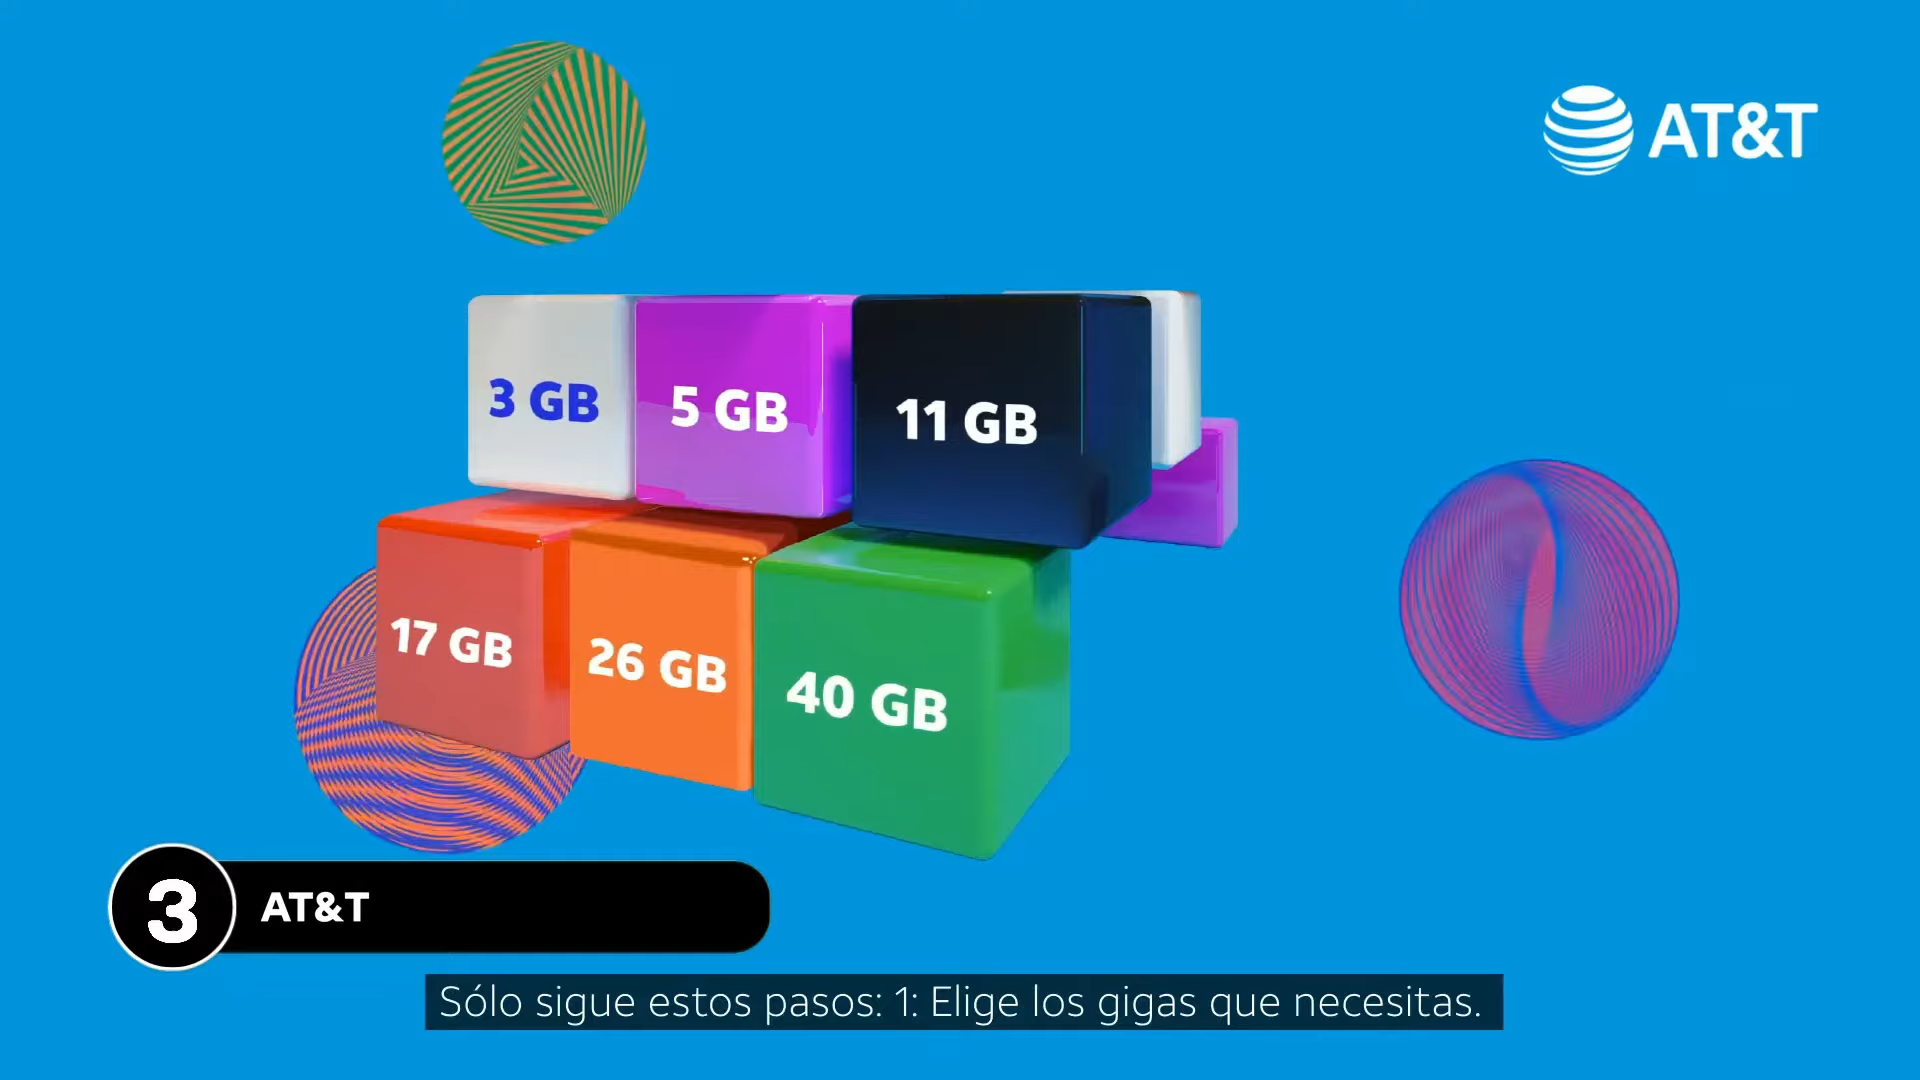 AT&T
3 GB
5 GB
11 GB
17 GB
26 GB
40 GB
3
AT&T
Sólo sigue estos pasos: 1: Elige los gigas que necesitas.